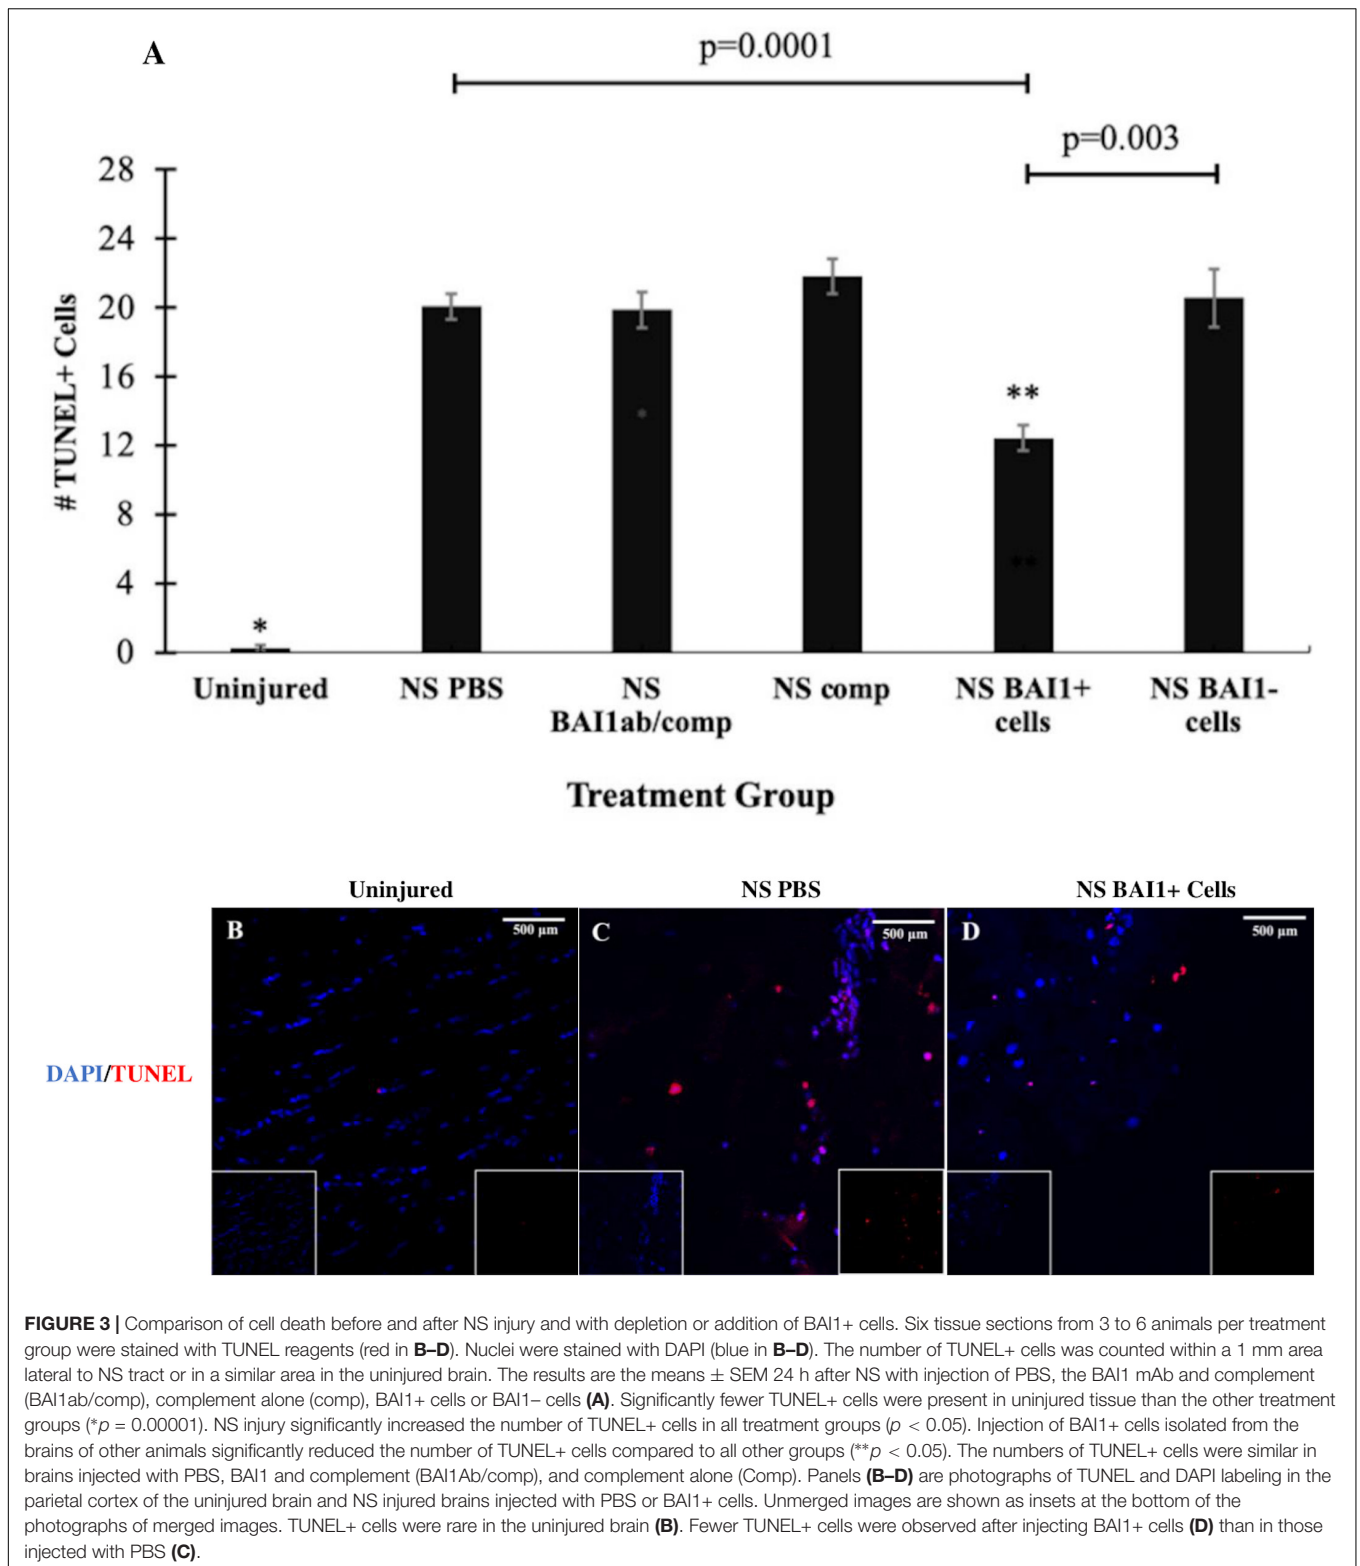 A
p=0.0001
p=0.003
28
24
20
16
12
8
4
0
# TUNEL+ Cells
*
*
**
**
Uninjured
NS PBS
NS
BAI1ab/comp
NS comp
NS BAI1+
cells
NS BAI1-
cells
Treatment Group
Uninjured
NS PBS
NS BAI1+ Cells
B
500 µm
C
500 µm
D
500 µm
DAPI/TUNEL
FIGURE 3 | Comparison of cell death before and after NS injury and with depletion or addition of BAI1+ cells. Six tissue sections from 3 to 6 animals per treatment
group were stained with TUNEL reagents (red in B–D). Nuclei were stained with DAPI (blue in B–D). The number of TUNEL+ cells was counted within a 1 mm area
lateral to NS tract or in a similar area in the uninjured brain. The results are the means ± SEM 24 h after NS with injection of PBS, the BAI1 mAb and complement
(BAI1ab/comp), complement alone (comp), BAI1+ cells or BAI1– cells (A). Significantly fewer TUNEL+ cells were present in uninjured tissue than the other treatment
groups (*p = 0.00001). NS injury significantly increased the number of TUNEL+ cells in all treatment groups (p < 0.05). Injection of BAI1+ cells isolated from the
brains of other animals significantly reduced the number of TUNEL+ cells compared to all other groups (**p < 0.05). The numbers of TUNEL+ cells were similar in
brains injected with PBS, BAI1 and complement (BAI1Ab/comp), and complement alone (Comp). Panels (B–D) are photographs of TUNEL and DAPI labeling in the
parietal cortex of the uninjured brain and NS injured brains injected with PBS or BAI1+ cells. Unmerged images are shown as insets at the bottom of the
photographs of merged images. TUNEL+ cells were rare in the uninjured brain (B). Fewer TUNEL+ cells were observed after injecting BAI1+ cells (D) than in those
injected with PBS (C).